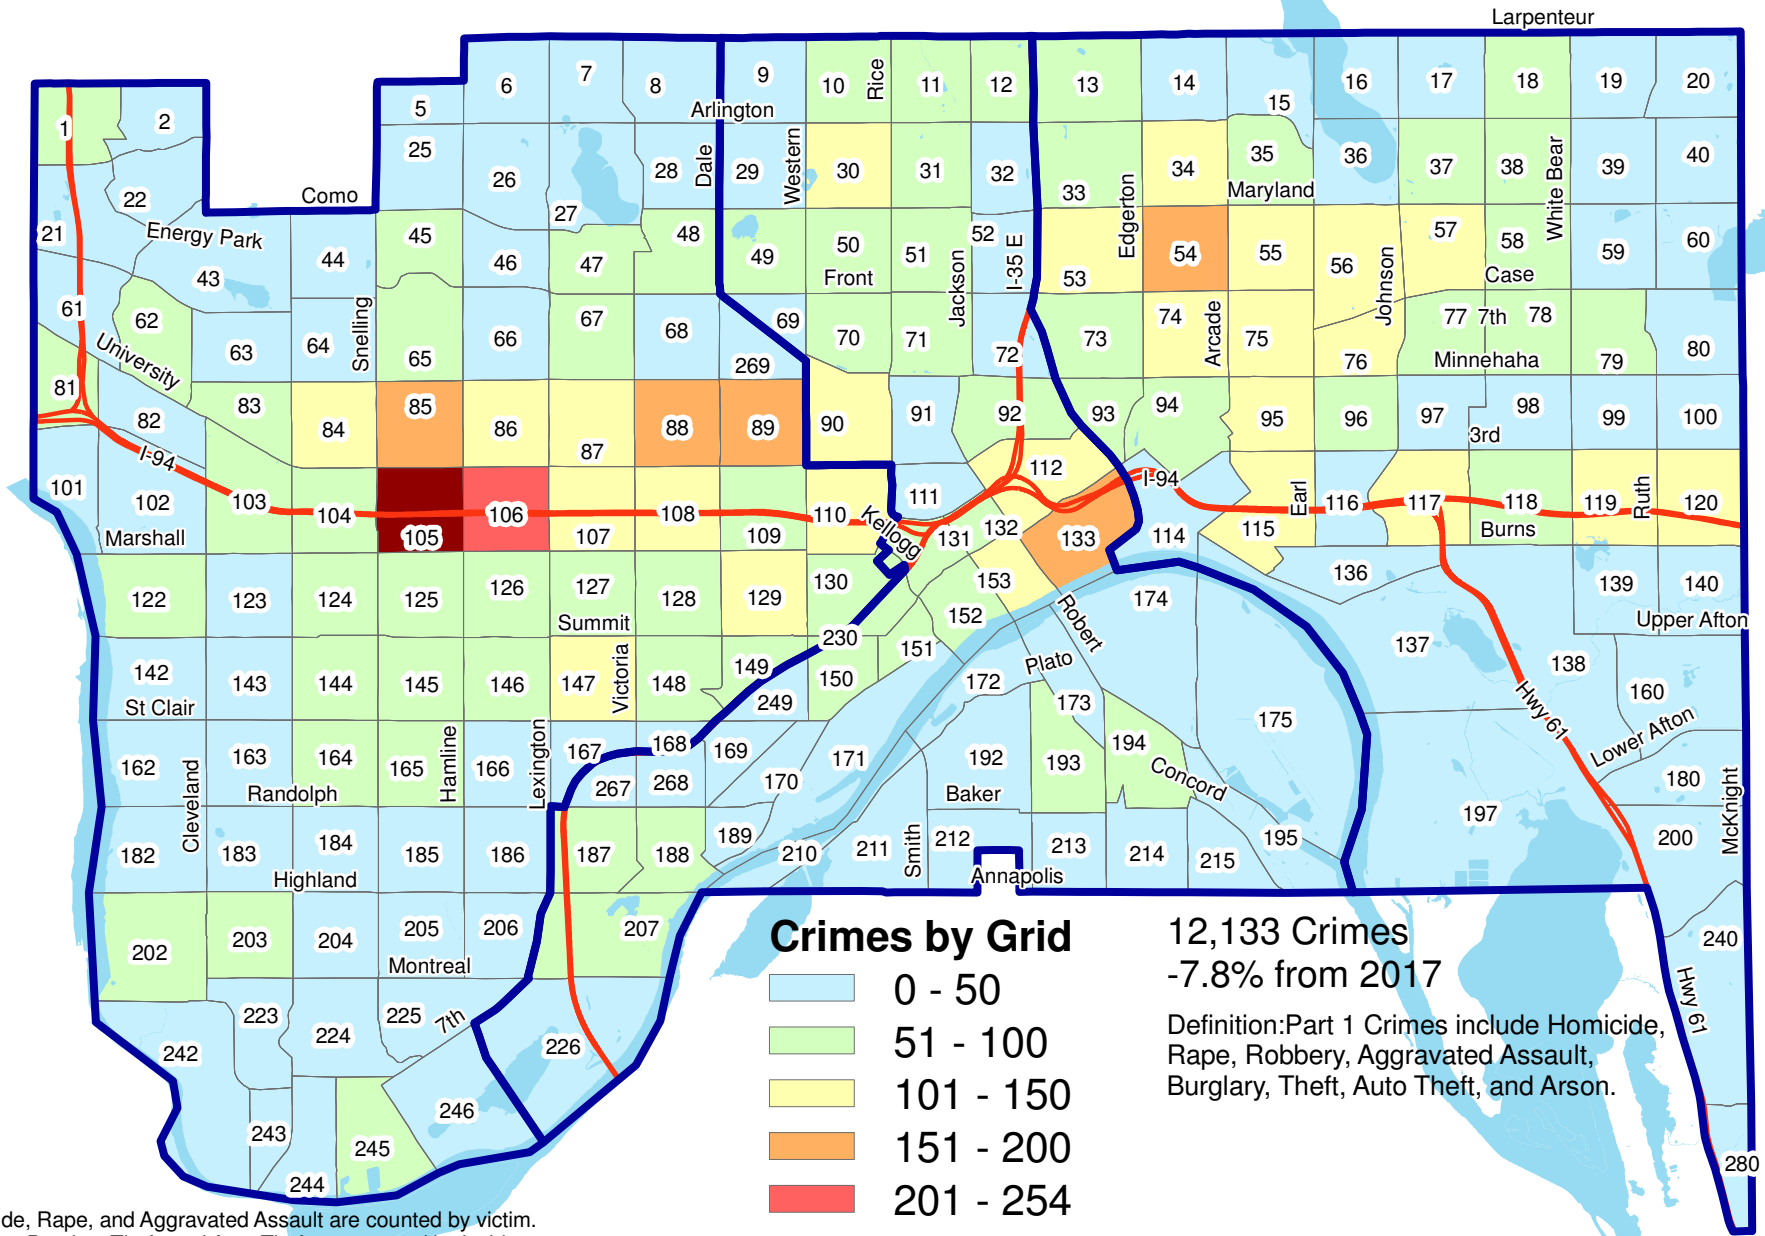 Larpenteur
6 7 8 9 10 Rice 11 12 13 14 15 16 17 18 19 20
1 2 5 Arlington
25 26 27 28 Dale 29 Western 30 31 32 33 Edgerton 34 35 36 37 38 White Bear 39 40
Como Maryland
21 22 Energy Park
43 44 45 46 47 48 49 50 51 52 I-35 E 53 54 55 56 57 58 59 60
Front Jackson Johnson Case
61 62 63 64 Snelling 65 66 67 68 69 269 70 71 72 73 74 Arcade 75 76 77 7th 78 79 80
University Minnehaha
81 82 83 84 85 86 87 88 89 90 91 92 93 94 95 96 97 98 99 100
3rd
I-94
101 102 103 104 105 106 107 108 109 110 111 112 I-94 114 115 Earl 116 117 118 119 Ruth 120
Marshall Kellogg 131 132 133 Burns
122 123 124 125 126 127 128 129 130 153 152 174 136 137 138 139 140
Summit Robert Upper Afton
230
142 143 144 145 146 147 Victoria 148 149 249 150 151 172 Plato 173 175 160
St Clair Hwy 61 Lower Afton
162 163 164 165 Hamline 166 Lexington 167 168 267 268 169 170 171 192 193 194 180
Cleveland Randolph Baker Concord 197 McKnight
182 183 184 185 186 187 188 189 210 211 Smith 212 213 214 215 195 200
Highland Annapolis
202 203 204 205 206 207 240
Montreal
242 223 224 225 7th 226 Hwy 61
243 244 245 246 280
Crimes by Grid
0 - 50
51 - 100
101 - 150
151 - 200
201 - 254
12,133 Crimes
-7.8% from 2017
Definition:Part 1 Crimes include Homicide,
Rape, Robbery, Aggravated Assault,
Burglary, Theft, Auto Theft, and Arson.
de, Rape, and Aggravated Assault are counted by victim.